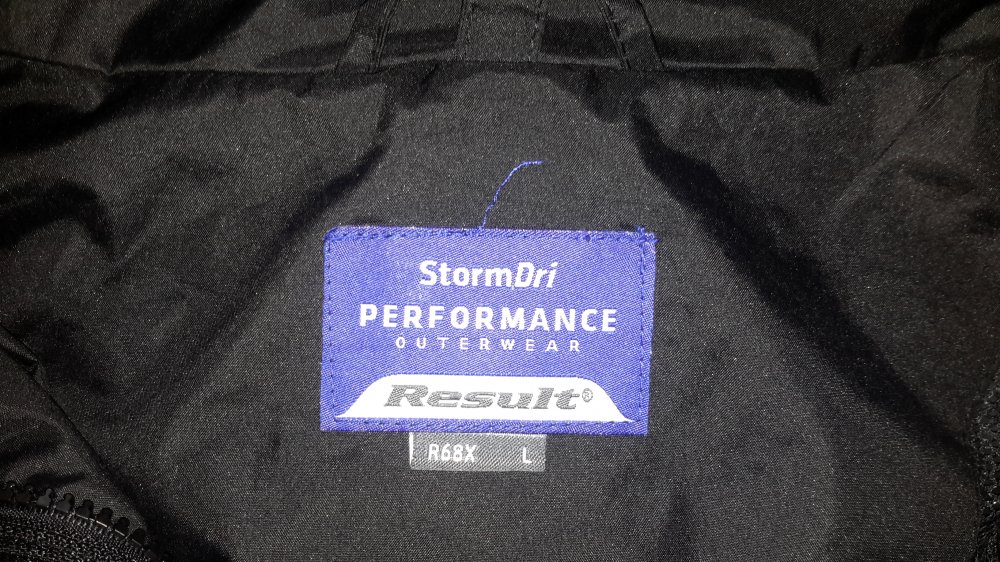 StormDri
PERFORMANCE
OUTERWEAR
Result®
R68X L